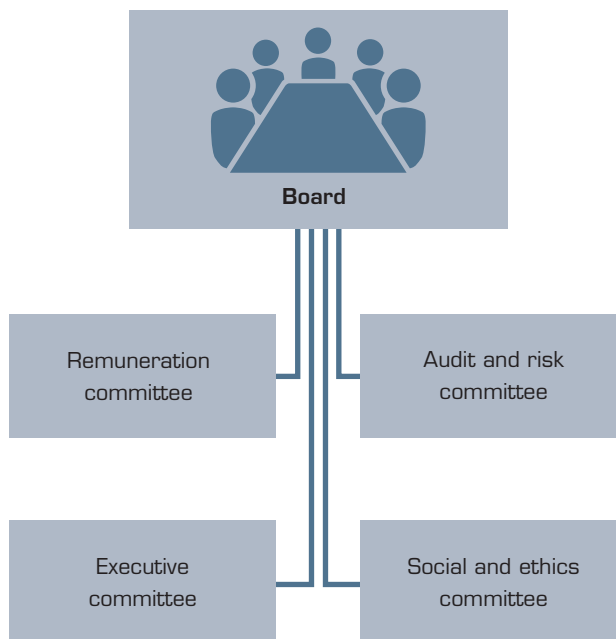 Board
Remuneration
committee
Audit and risk
committee
Executive
committee
Social and ethics
committee